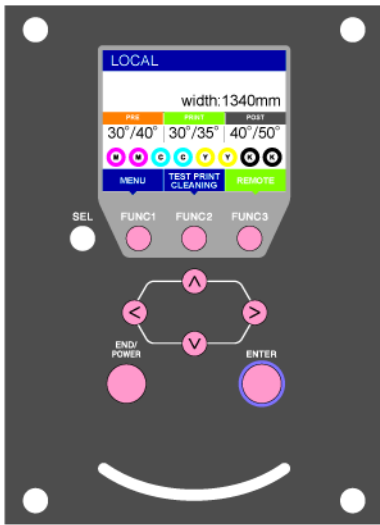 LOCAL
width:1340mm
PRE PRINT POST
30°/40° 30°/35° 40°/50°
M M C C Y Y K K
MENU TEST PRINT CLEANING REMOTE
SEL FUNC1 FUNC2 FUNC3
END/
POWER
ENTER